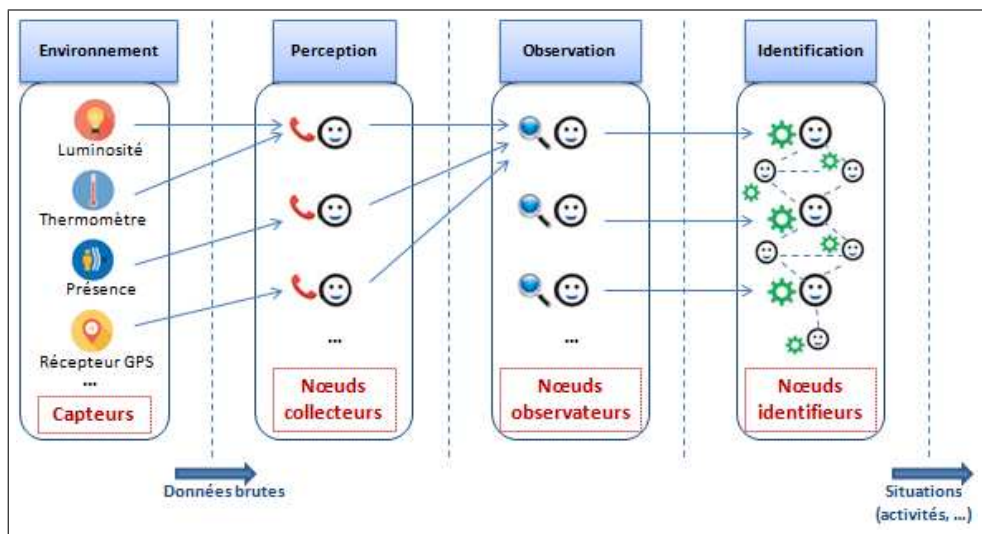 Environnement
Perception
Observation
Identification
Luminosité
Thermomètre
Présence
Récepteur GPS
...
Capteurs
...
Nœuds
collecteurs
...
Nœuds
observateurs
Nœuds
identifieurs
Données brutes
Situations
(activités, ...)